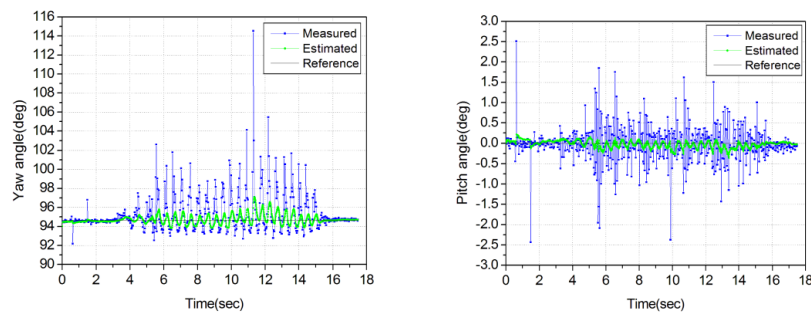 116
114
112
110
108
106
104
102
100
98
96
94
92
90
Yaw angle(deg)
Measured
Estimated
Reference
0 2 4 6 8 10 12 14 16 18
Time(sec)
3.0
2.5
2.0
1.5
1.0
0.5
0.0
-0.5
-1.0
-1.5
-2.0
-2.5
-3.0
Pitch angle(deg)
Measured
Estimated
Reference
0 2 4 6 8 10 12 14 16 18
Time(sec)